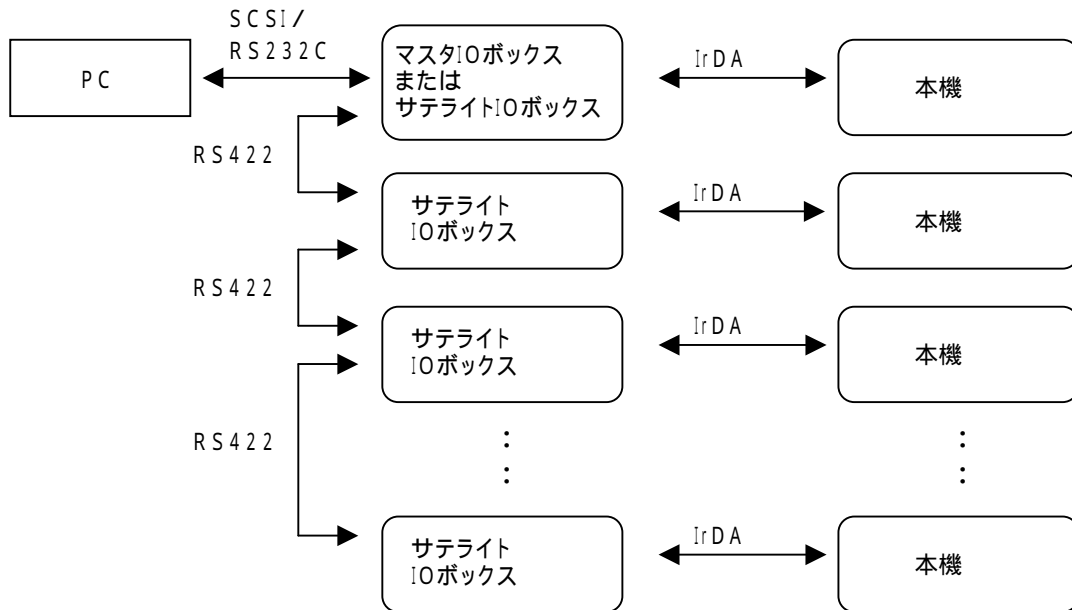 SCSI/
RS232C
PC
マスタIOボックス
または
サテライトIOボックス
IrDA
本機
RS422
サテライト
IOボックス
IrDA
本機
RS422
サテライト
IOボックス
IrDA
本機
RS422
：
：
：
：
サテライト
IOボックス
IrDA
本機